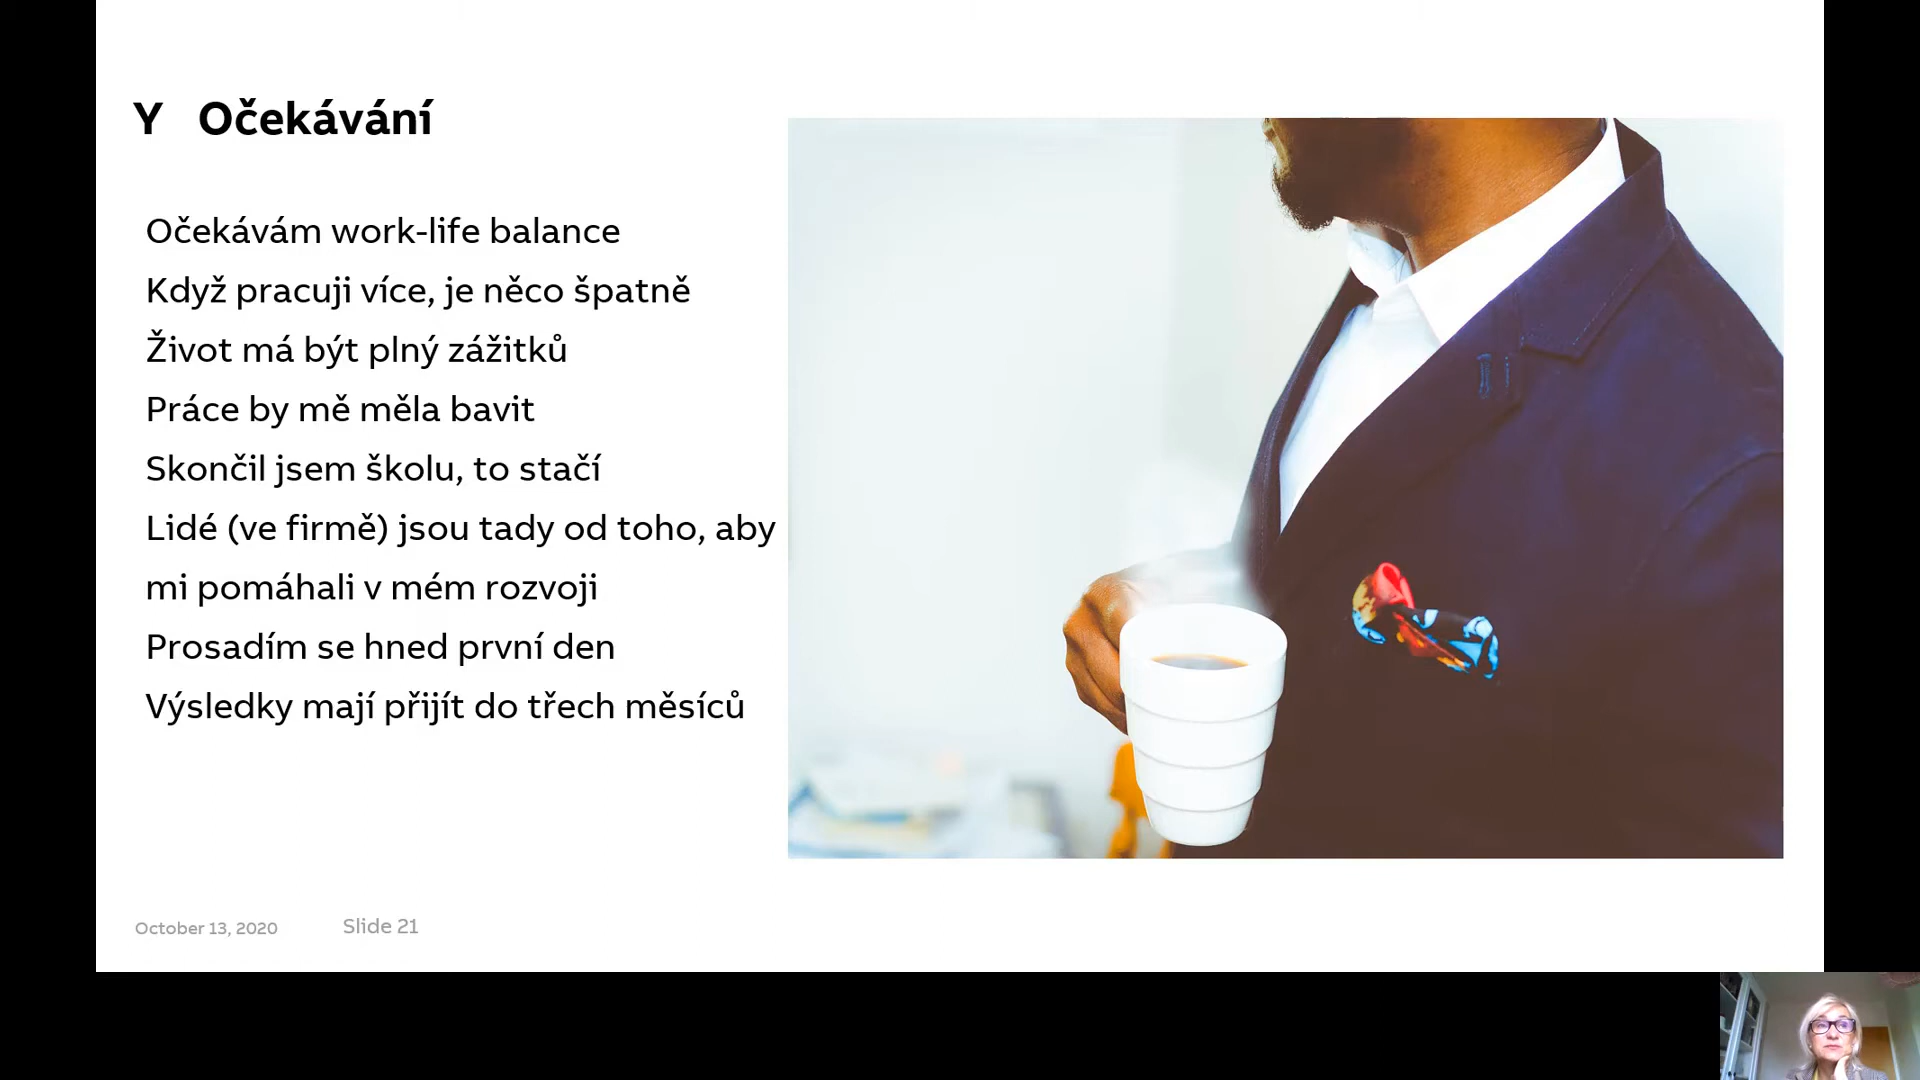 Y Očekávání
Očekávám work-life balance
Když pracuji více, je něco špatně
Život má být plný zážitků
Práce by mě měla bavit
Skončil jsem školu, to stačí
Lidé (ve firmě) jsou tady od toho, aby
mi pomáhali v mém rozvoji
Prosadím se hned první den
Výsledky mají přijít do třech měsíců
October 13, 2020 Slide 21